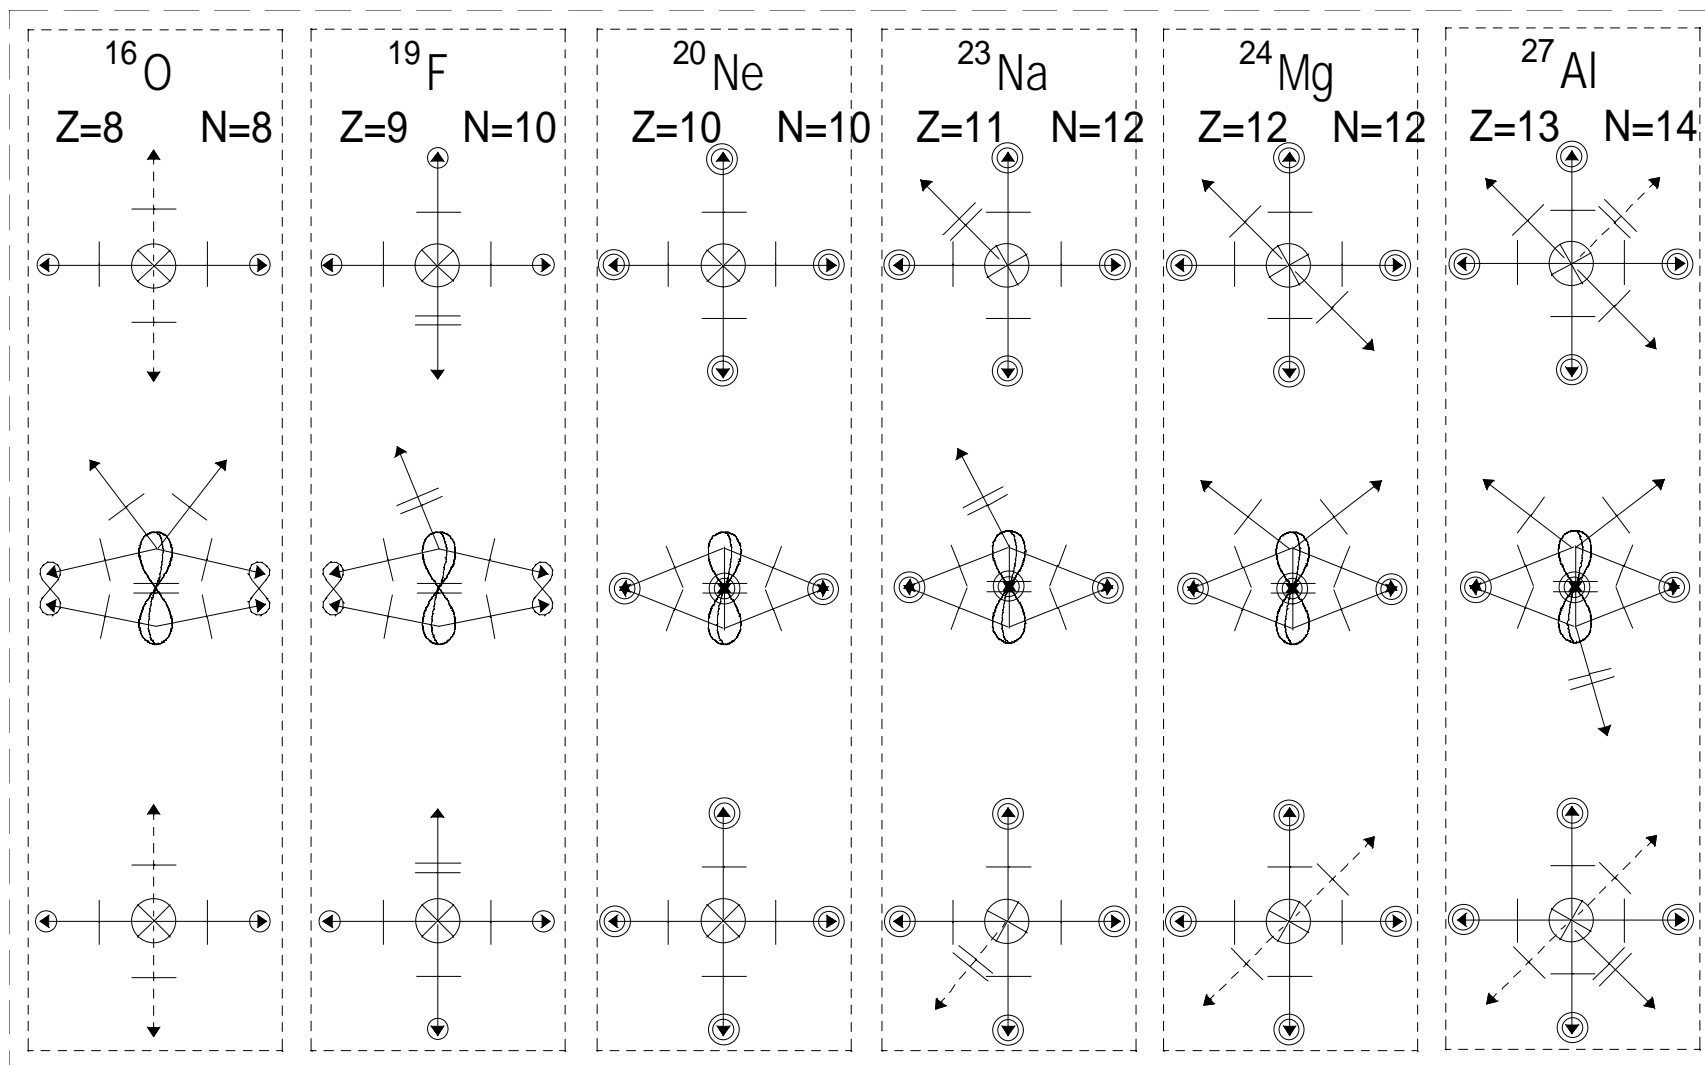 16O 19F 20Ne 23Na 24Mg 27Al
Z=8 N=8 Z=9 N=10 Z=10 N=10 Z=11 N=12 Z=12 N=12 Z=13 N=14